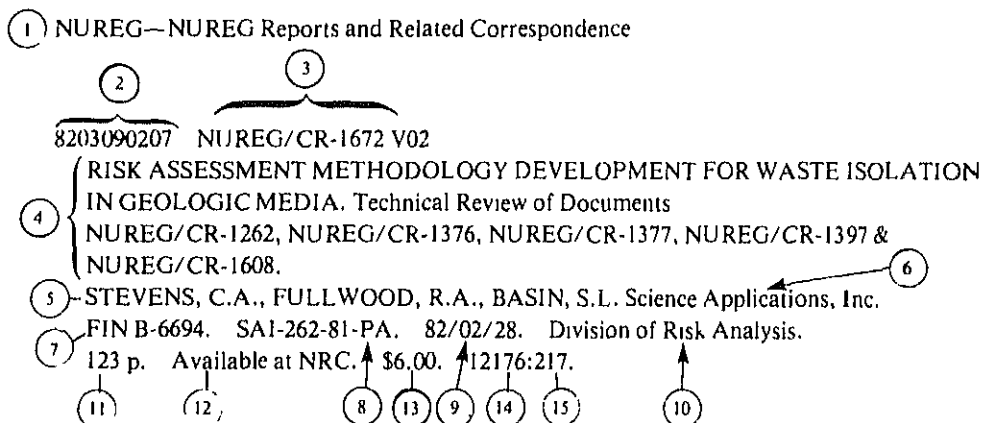 1 NUREG—NUREG Reports and Related Correspondence
3
2
8203090207 NUREG/CR-1672 V02
RISK ASSESSMENT METHODOLOGY DEVELOPMENT FOR WASTE ISOLATION
4 IN GEOLOGIC MEDIA. Technical Review of Documents
NUREG/CR-1262, NUREG/CR-1376, NUREG/CR-1377, NUREG/CR-1397 &
NUREG/CR-1608.
6
5 STEVENS, C.A., FULLWOOD, R.A., BASIN, S.L. Science Applications, Inc.
7 FIN B-6694. SAI-262-81-PA. 82/02/28. Division of Risk Analysis.
123 p. Available at NRC. $6.00. 12176:217.
11 12 8 13 9 14 15 10